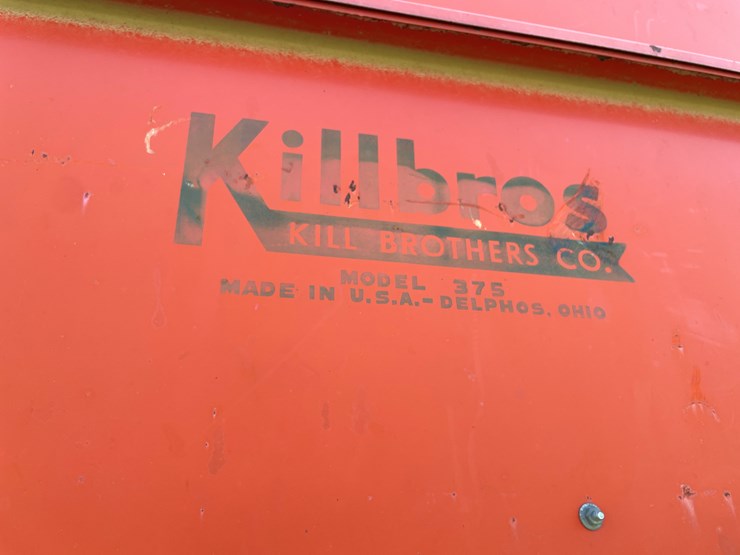 Killbros
KILL BROTHERS CO.
MODEL 375
MADE IN U.S.A.-DELPHOS, OHIO